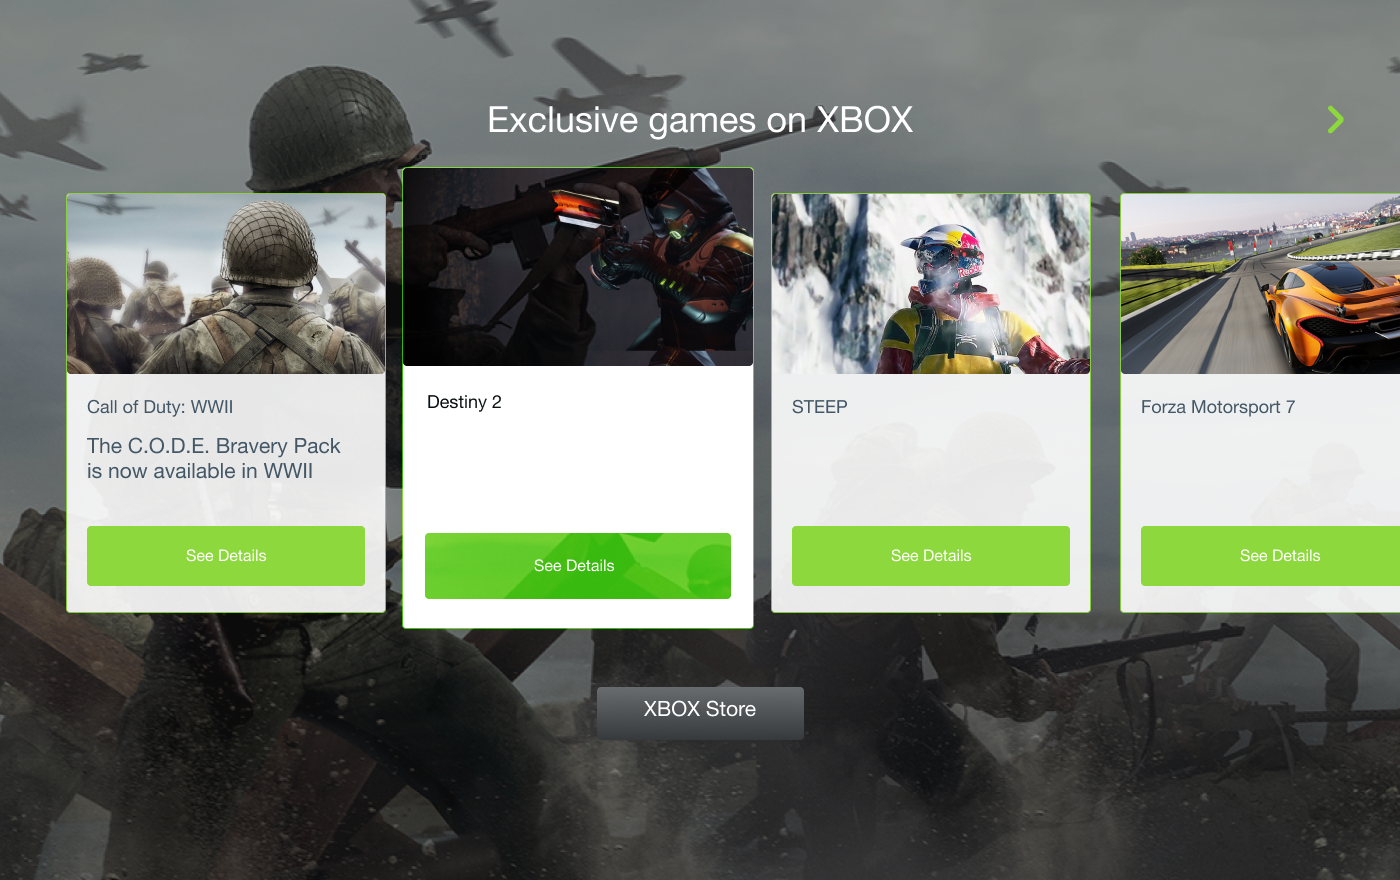 Exclusive games on XBOX
Call of Duty: WWII
The C.O.D.E. Bravery Pack
is now available in WWII
See Details
Destiny 2
See Details
STEEP
See Details
Forza Motorsport 7
See Details
XBOX Store